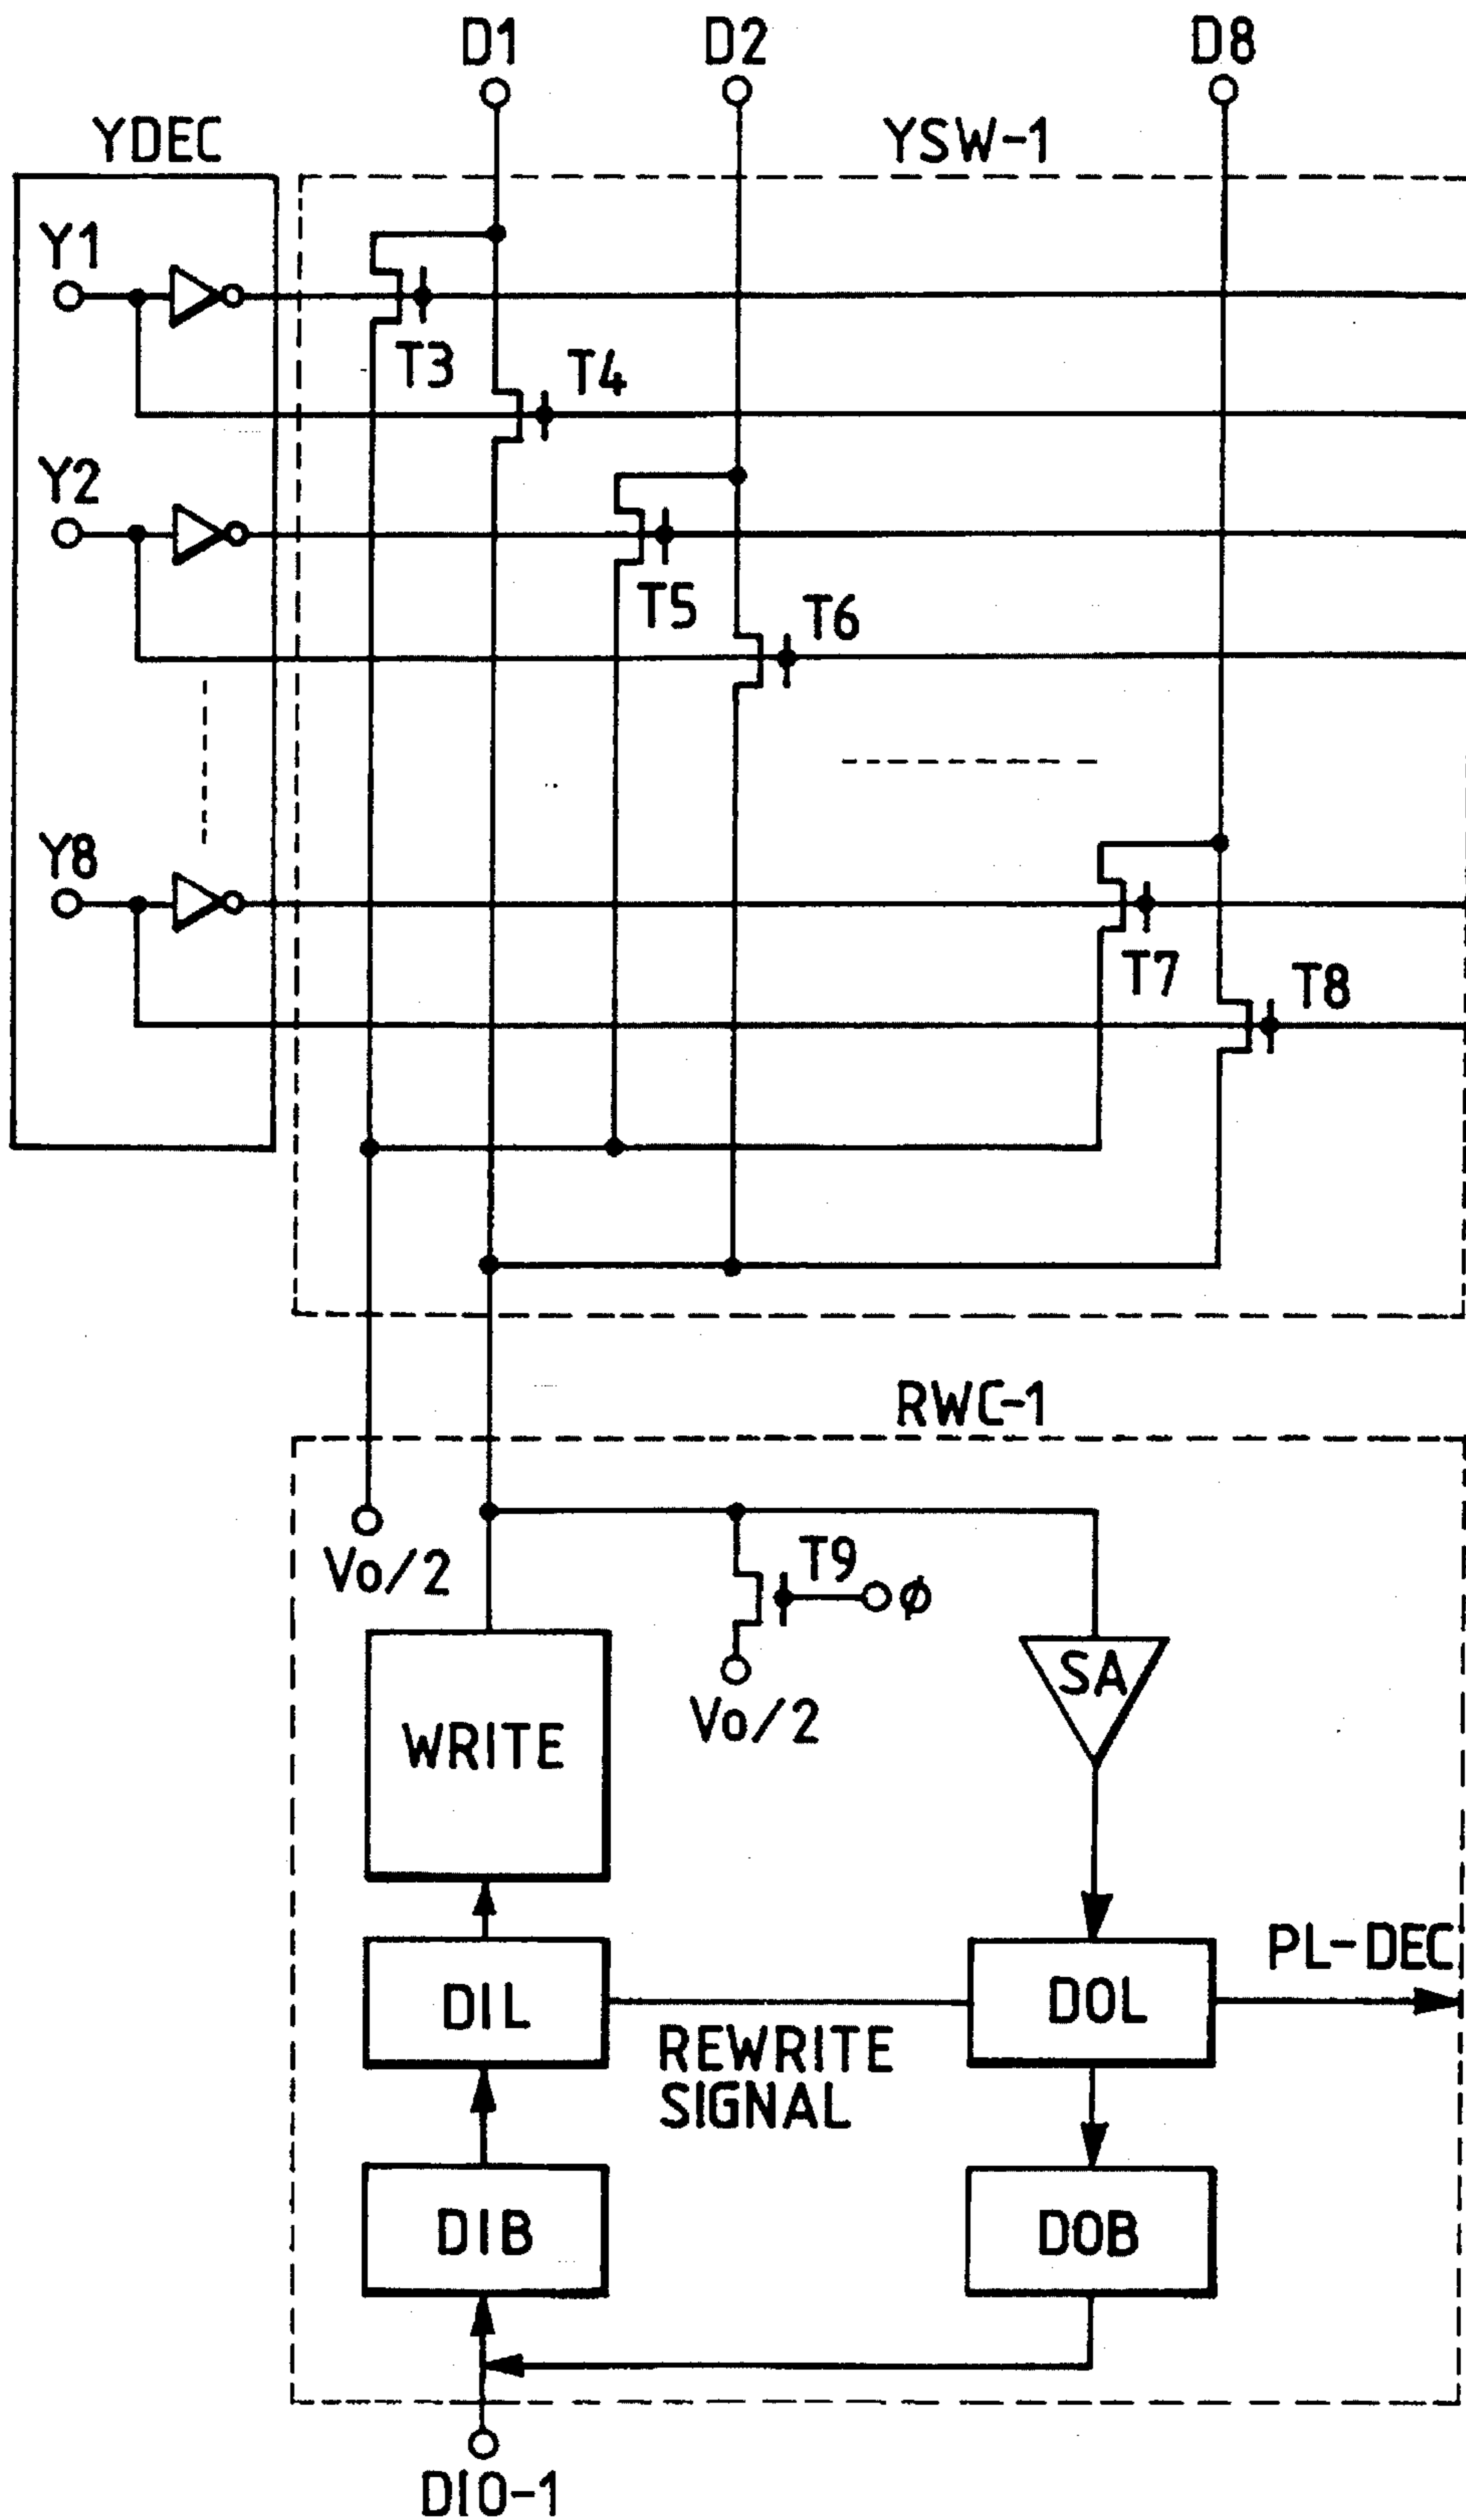 D1
D2
D8
YDEC
YSW-1
Y1
T3
T4
Y2
T5
T6
Y8
T7
T8
RWC-1
Vo/2
T9
ϕ
Vo/2
SA
WRITE
PL-DEC
DIL
DOL
REWRITE
SIGNAL
DIB
DOB
DIO-1